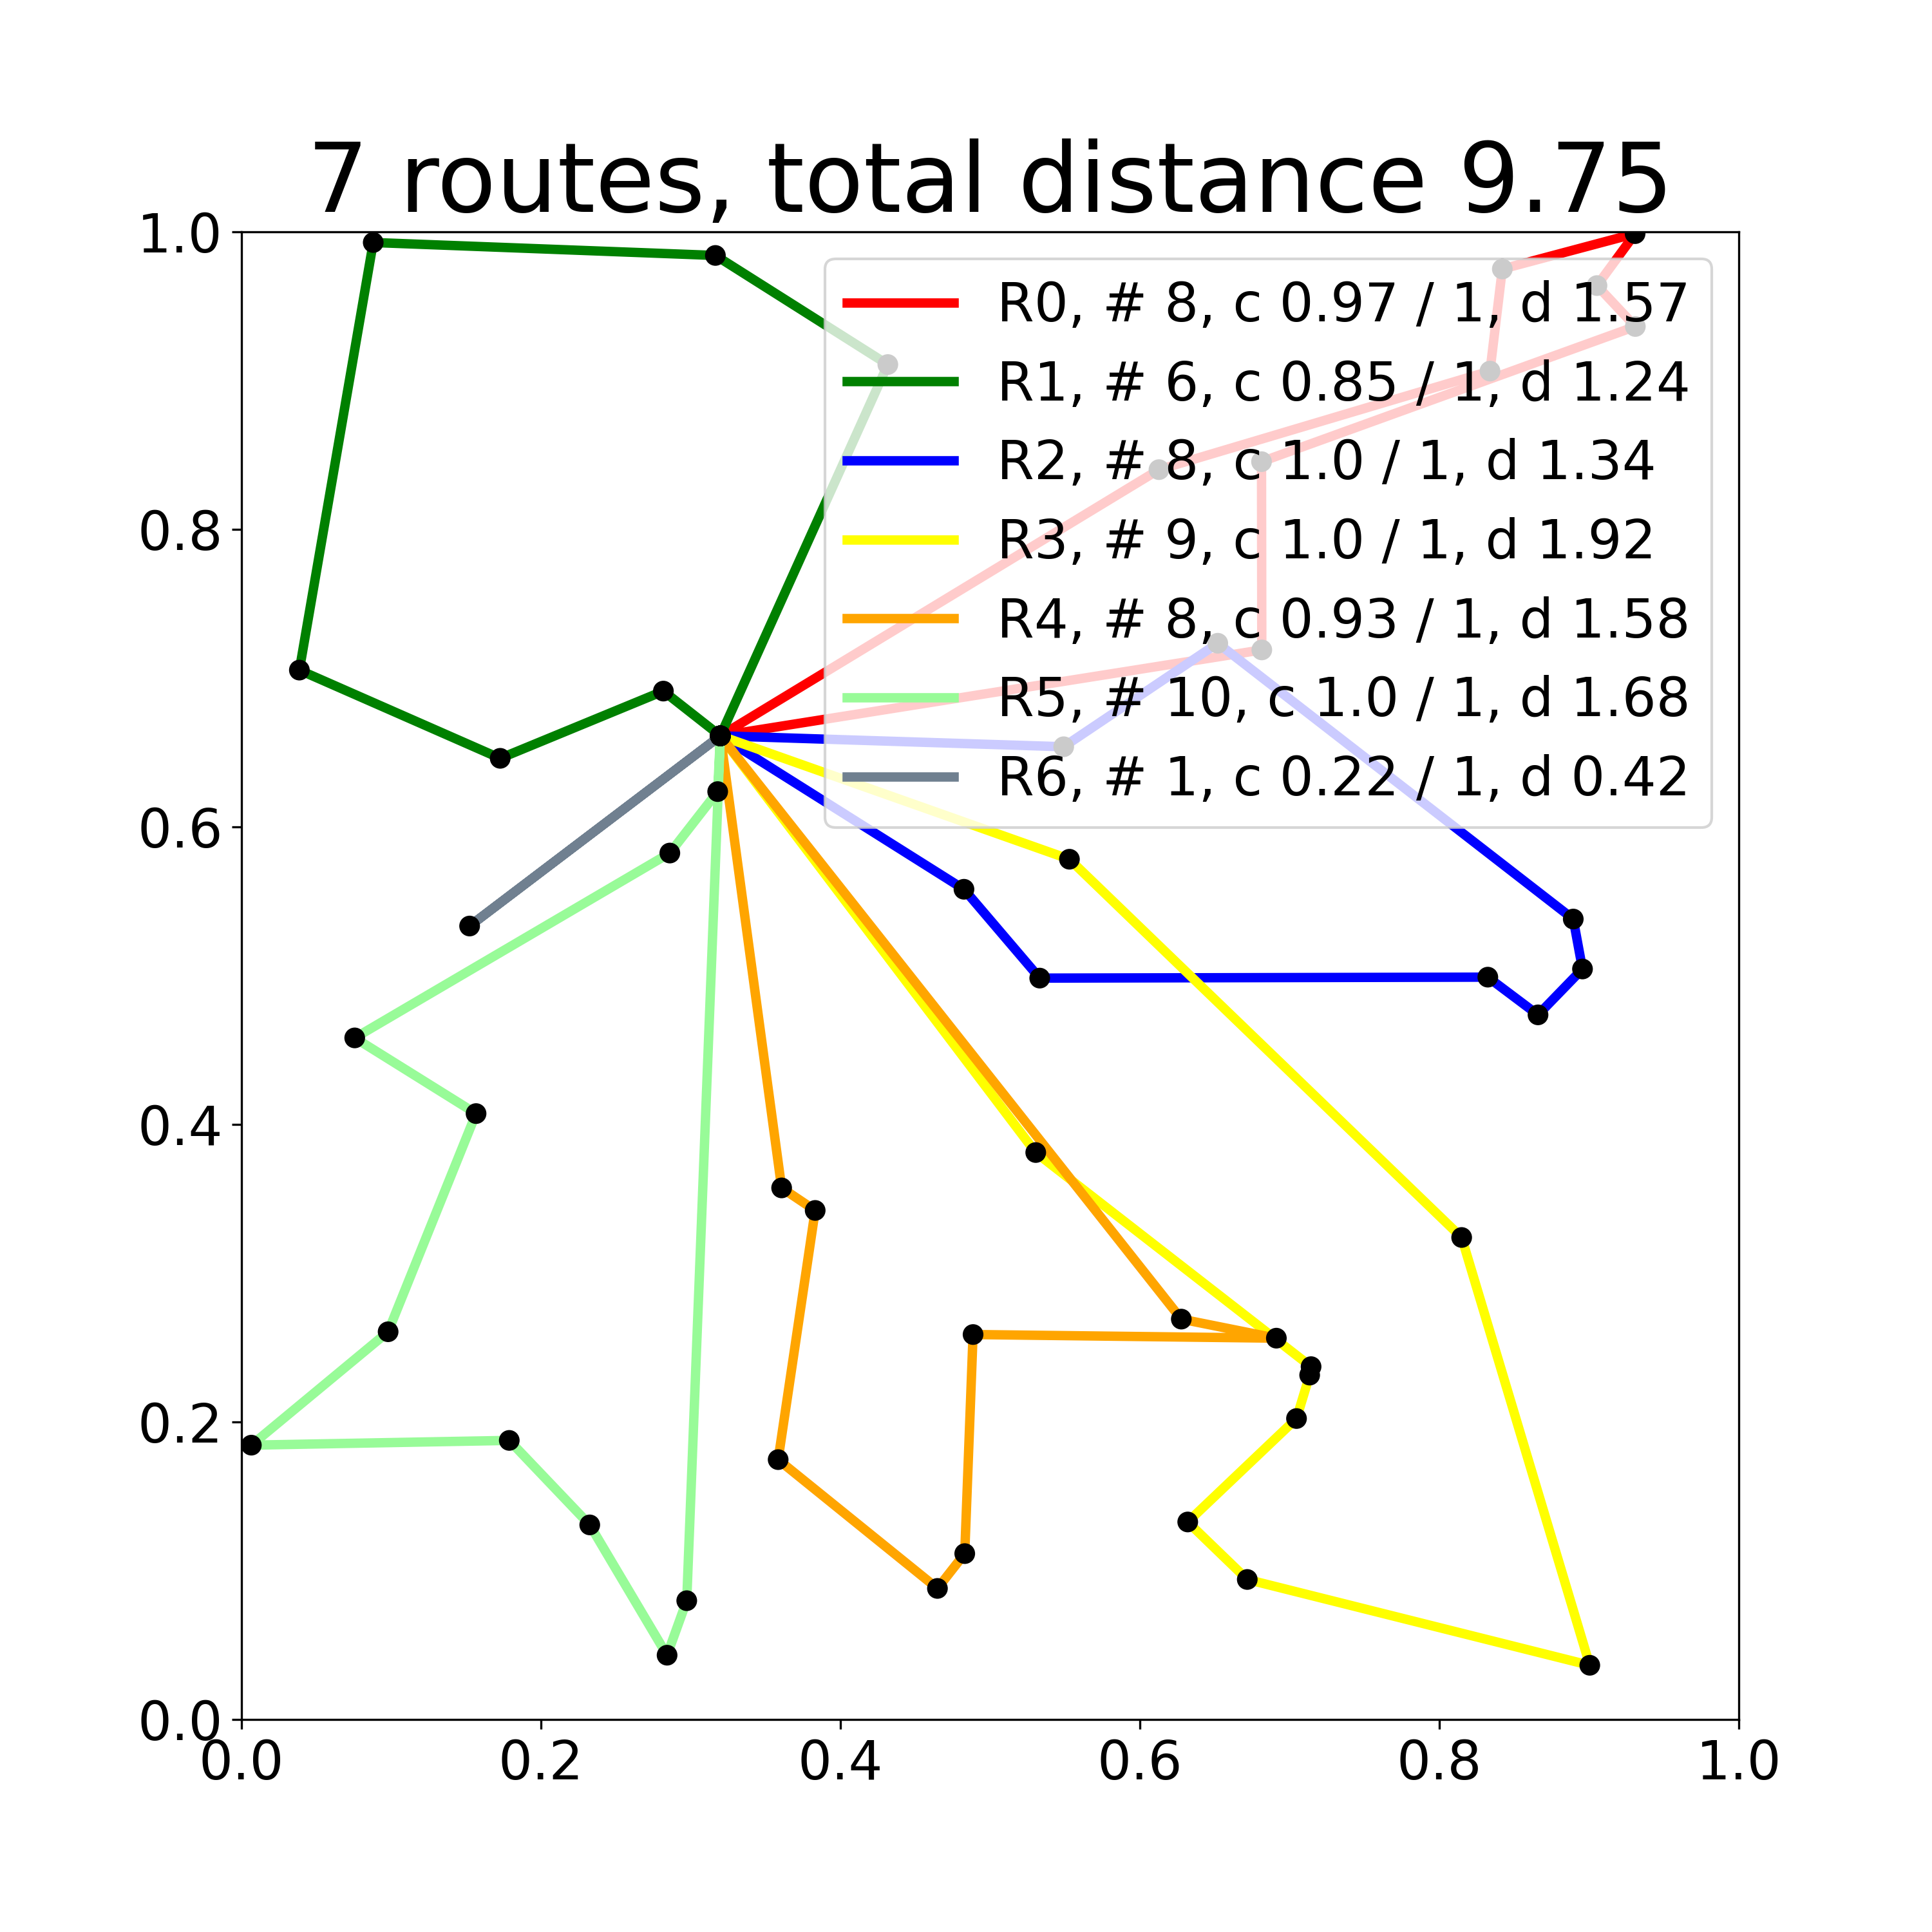 7 routes, total distance 9.75
1.0
R0, # 8, c 0.97 / 1, d 1.57
R1, # 6, c 0.85 / 1, d 1.24
R2, # 8, c 1.0 / 1, d 1.34
0.8
R3, # 9, c 1.0 / 1, d 1.92
R4, # 8, c 0.93 / 1, d 1.58
R5, # 10, c 1.0 / 1, d 1.68
R6, # 1, c 0.22 / 1, d 0.42
0.6
0.4
0.2
0.0
0.0 0.2 0.4 0.6 0.8 1.0